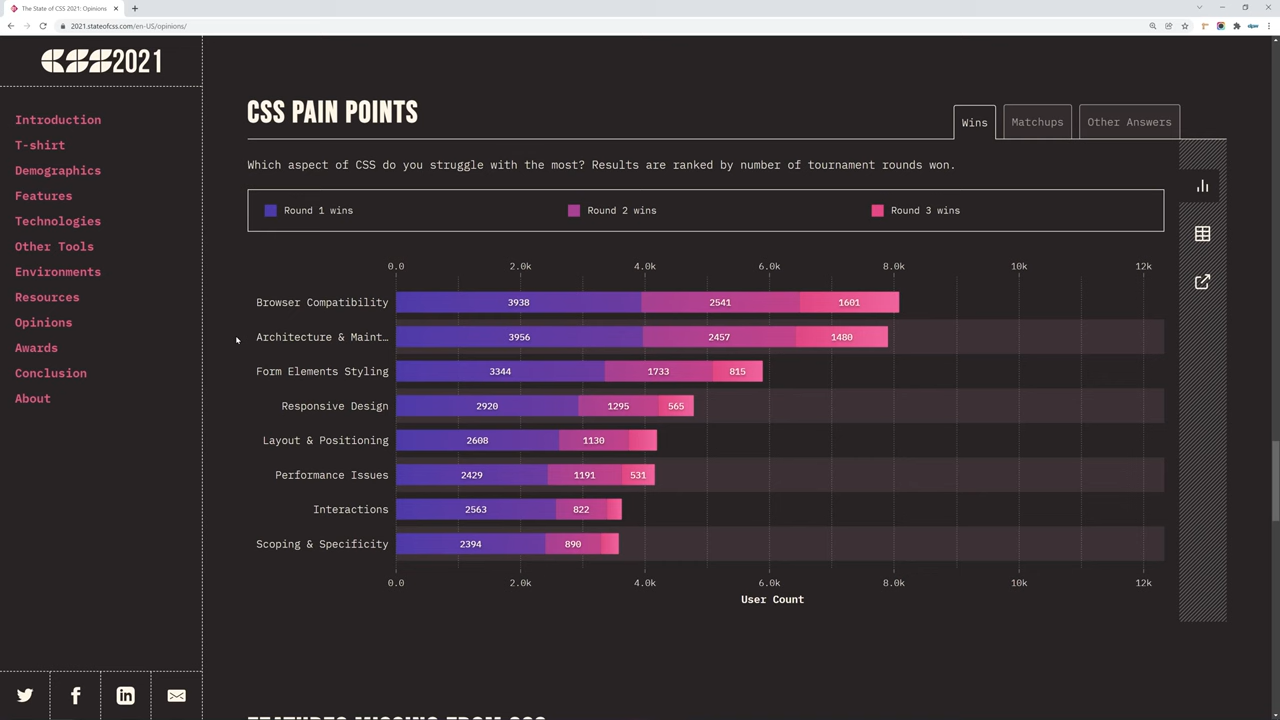 The State of CSS 2021: Opinions
2021.stateofcss.com/en-US/opinions/
CSS2021
Introduction
T-shirt
Demographics
Features
Technologies
Other Tools
Environments
Resources
Opinions
Awards
Conclusion
About
CSS PAIN POINTS
Wins
Matchups
Other Answers
Which aspect of CSS do you struggle with the most? Results are ranked by number of tournament rounds won.
Round 1 wins
Round 2 wins
Round 3 wins
0.0 2.0k 4.0k 6.0k 8.0k 10k 12k
Browser Compatibility 3938 2541 1601
Architecture & Maint… 3956 2457 1480
Form Elements Styling 3344 1733 815
Responsive Design 2920 1295 565
Layout & Positioning 2608 1130
Performance Issues 2429 1191 531
Interactions 2563 822
Scoping & Specificity 2394 890
0.0 2.0k 4.0k 6.0k 8.0k 10k 12k
User Count
FEATURES MISSING FROM CSS